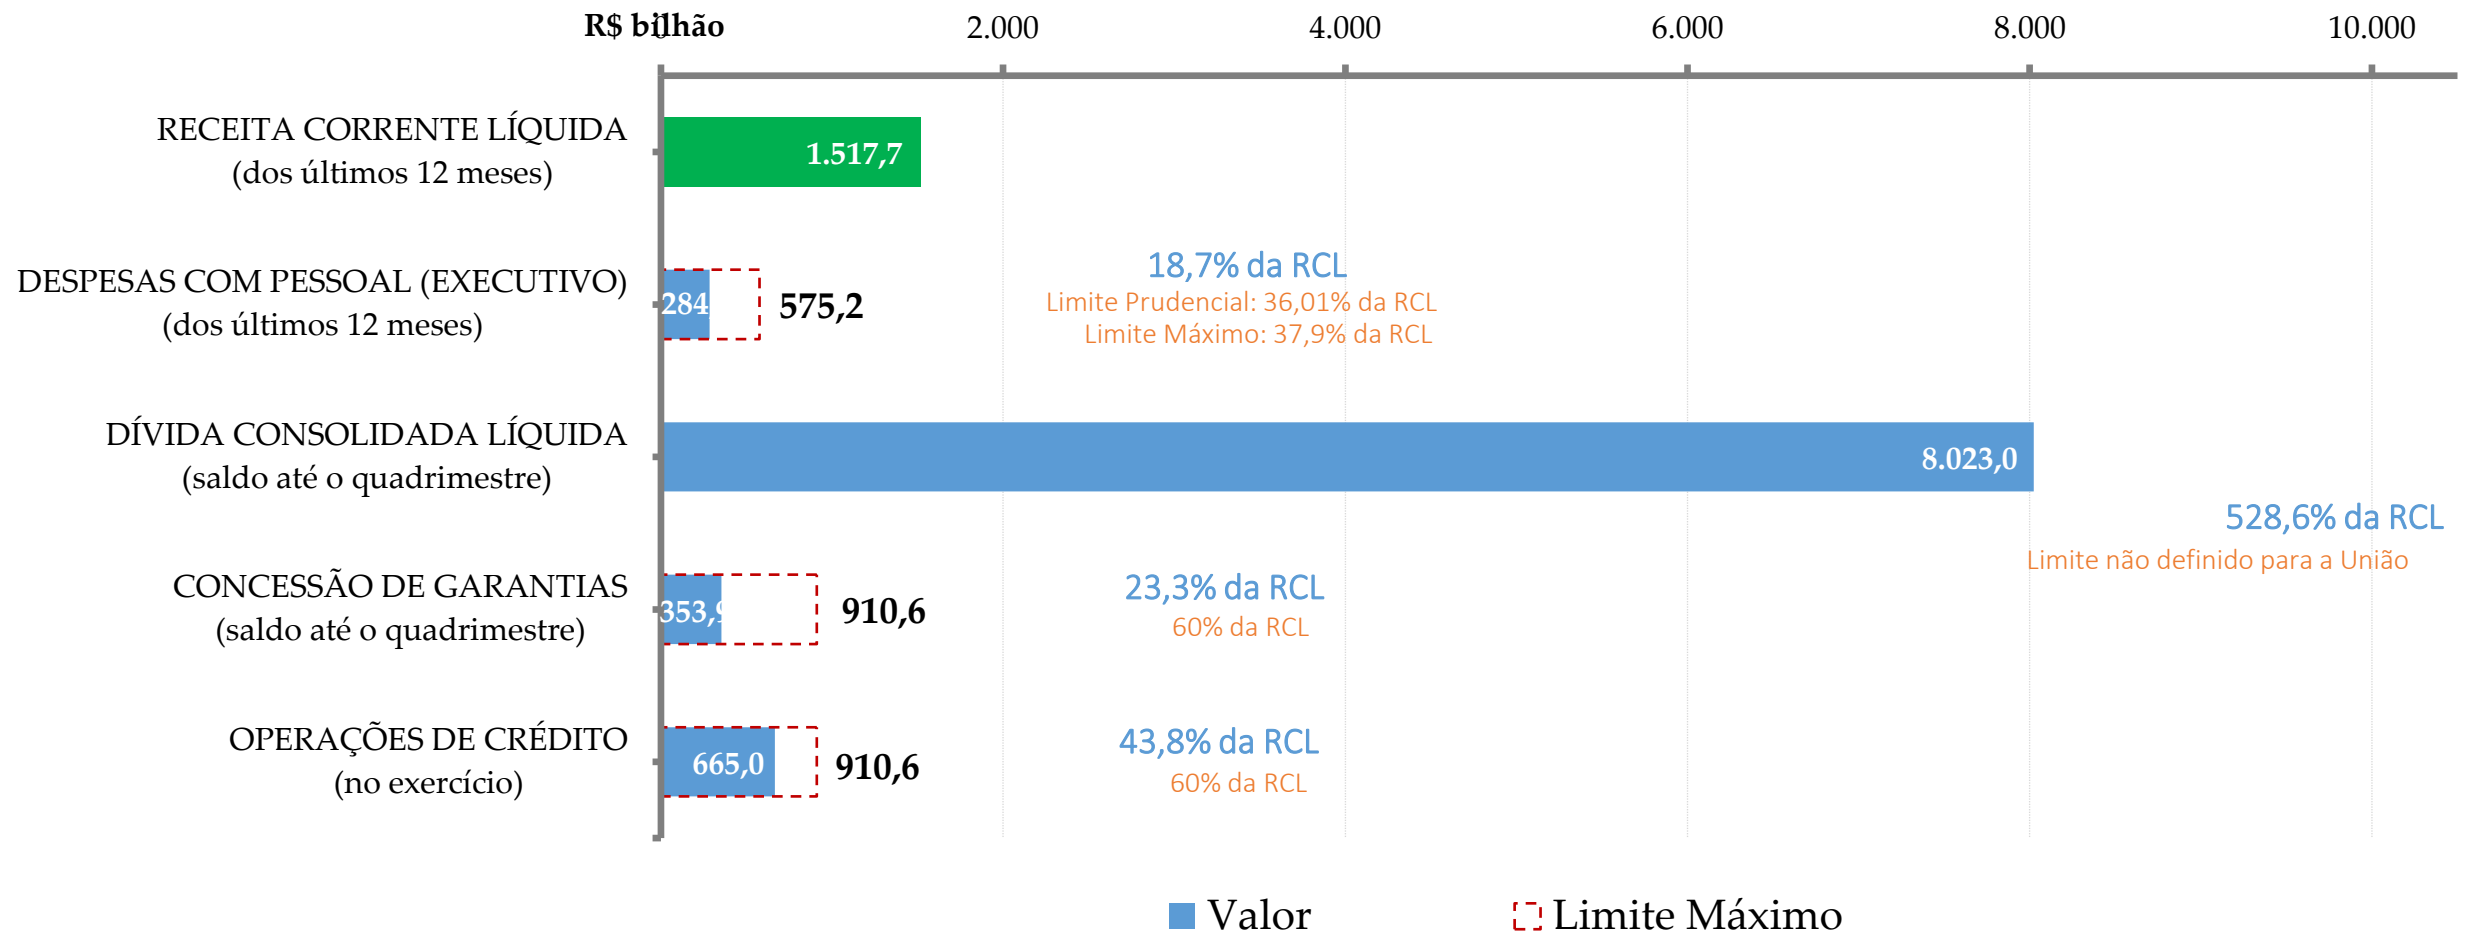 R$ bilhão
0 2.000 4.000 6.000 8.000 10.000
RECEITA CORRENTE LÍQUIDA
(dos últimos 12 meses)
1.517,7
DESPESAS COM PESSOAL (EXECUTIVO)
(dos últimos 12 meses)
284,
575,2
18,7% da RCL
Limite Prudencial: 36,01% da RCL
Limite Máximo: 37,9% da RCL
DÍVIDA CONSOLIDADA LÍQUIDA
(saldo até o quadrimestre)
8.023,0
528,6% da RCL
Limite não definido para a União
CONCESSÃO DE GARANTIAS
(saldo até o quadrimestre)
353,9
910,6
23,3% da RCL
60% da RCL
OPERAÇÕES DE CRÉDITO
(no exercício)
665,0
910,6
43,8% da RCL
60% da RCL
Valor
Limite Máximo